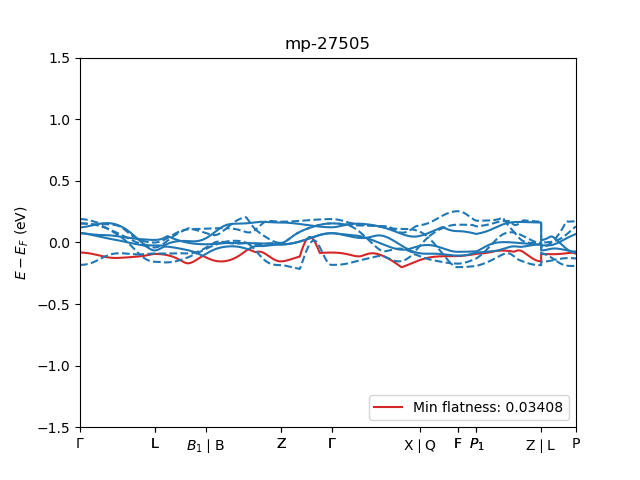 mp-27505
1.5
1.0
0.5
0.0
−0.5
−1.0
−1.5
E − E_F (eV)
Min flatness: 0.03408
Γ L B₁ | B Z Γ X | Q F P₁ Z | L P